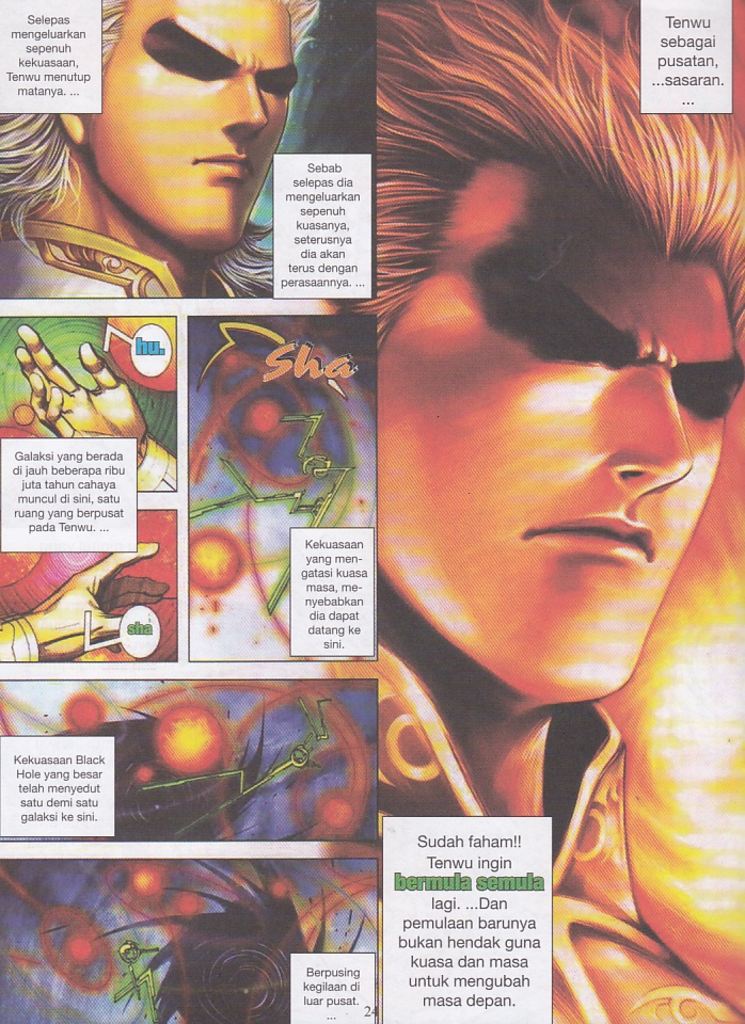 Selepas
mengeluarkan
sepenuh
kekuasaan,
Tenwu menutup
matanya. ...
Sebab
selepas dia
mengeluarkan
sepenuh
kuasanya,
seterusnya
dia akan
terus dengan
perasaannya. ...
Tenwu
sebagai
pusatan,
...sasaran.
...
hu.
Sha
Galaksi yang berada
di jauh beberapa ribu
juta tahun cahaya
muncul di sini, satu
ruang yang berpusat
pada Tenwu. ...
Kekuasaan
yang men-
gatasi kuasa
masa, me-
nyebabkan
dia dapat
datang ke
sini.
sha
Kekuasaan Black
Hole yang besar
telah menyedut
satu demi satu
galaksi ke sini.
Berpusing
kegilaan di
luar pusat.
...
Sudah faham!!
Tenwu ingin
bermula semula
lagi. ...Dan
pemulaan barunya
bukan hendak guna
kuasa dan masa
untuk mengubah
masa depan.
24